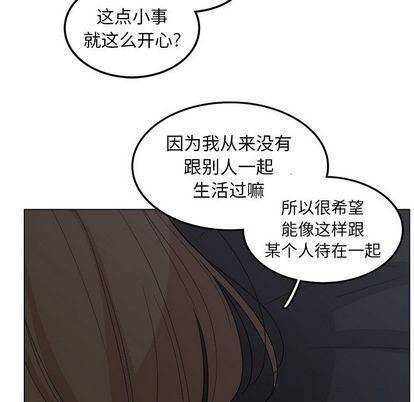 这点小事
就这么开心?
因为我从来没有
跟别人一起
生活过嘛
所以很希望
能像这样跟
某个人待在一起